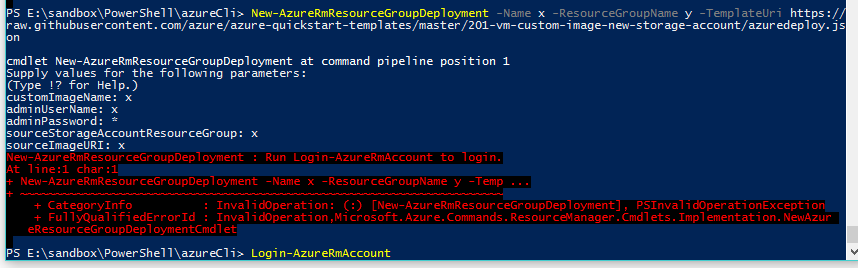 PS E:\sandbox\PowerShell\azureCli> New-AzureRmResourceGroupDeployment -Name x -ResourceGroupName y -TemplateUri https://
raw.githubusercontent.com/azure/azure-quickstart-templates/master/201-vm-custom-image-new-storage-account/azuredeploy.js
on
cmdlet New-AzureRmResourceGroupDeployment at command pipeline position 1
Supply values for the following parameters:
(Type !? for Help.)
customImageName: x
adminUserName: x
adminPassword: *
sourceStorageAccountResourceGroup: x
sourceImageURI: x
New-AzureRmResourceGroupDeployment : Run Login-AzureRmAccount to login.
At line:1 char:1
+ New-AzureRmResourceGroupDeployment -Name x -ResourceGroupName y -Temp ...
+ ~~~~~~~~~~~~~~~~~~~~~~~~~~~~~~~~~~~~~~~~~~~~~~~~~~~~~~~~~~~~~~~~~~~~~
+ CategoryInfo : InvalidOperation: (:) [New-AzureRmResourceGroupDeployment], PSInvalidOperationException
+ FullyQualifiedErrorId : InvalidOperation,Microsoft.Azure.Commands.ResourceManager.Cmdlets.Implementation.NewAzur
eResourceGroupDeploymentCmdlet
PS E:\sandbox\PowerShell\azureCli> Login-AzureRmAccount